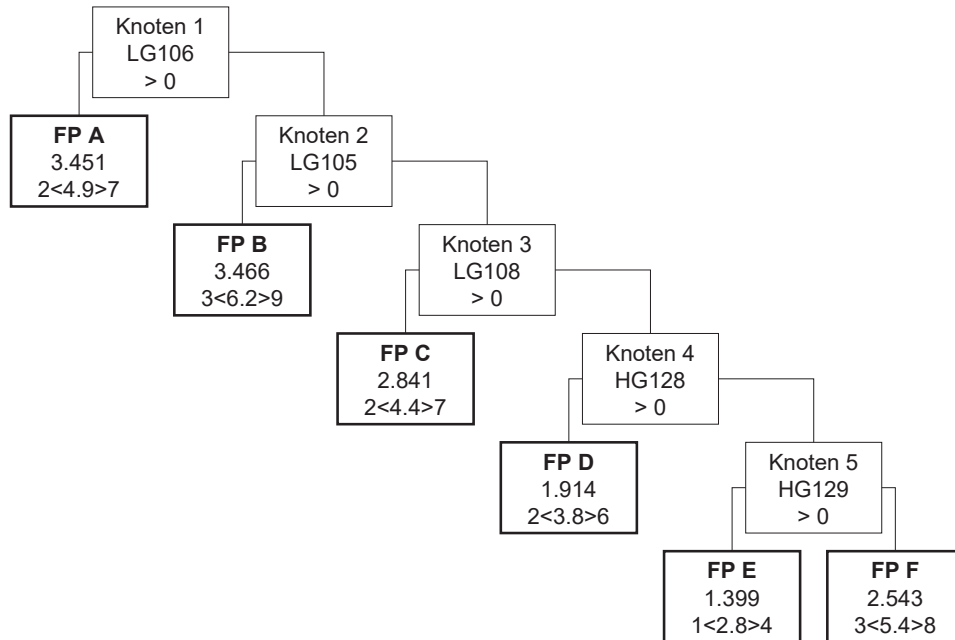 Knoten 1
LG106
> 0
FP A
3.451
2<4.9>7
Knoten 2
LG105
> 0
FP B
3.466
3<6.2>9
Knoten 3
LG108
> 0
FP C
2.841
2<4.4>7
Knoten 4
HG128
> 0
FP D
1.914
2<3.8>6
Knoten 5
HG129
> 0
FP E
1.399
1<2.8>4
FP F
2.543
3<5.4>8